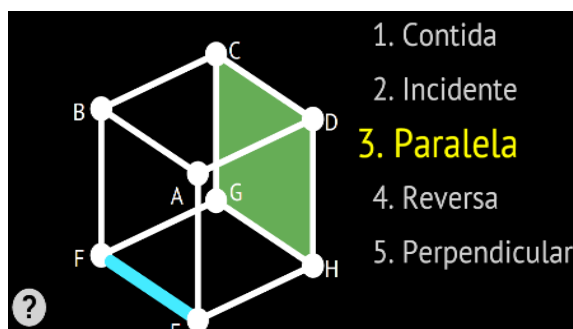 C
B
D
A
G
F
H
?
1. Contida
2. Incidente
3. Paralela
4. Reversa
5. Perpendicular